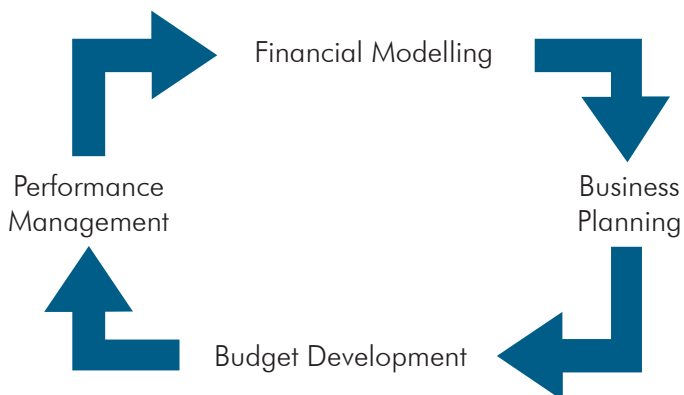 Financial Modelling
Performance
Management
Business
Planning
Budget Development